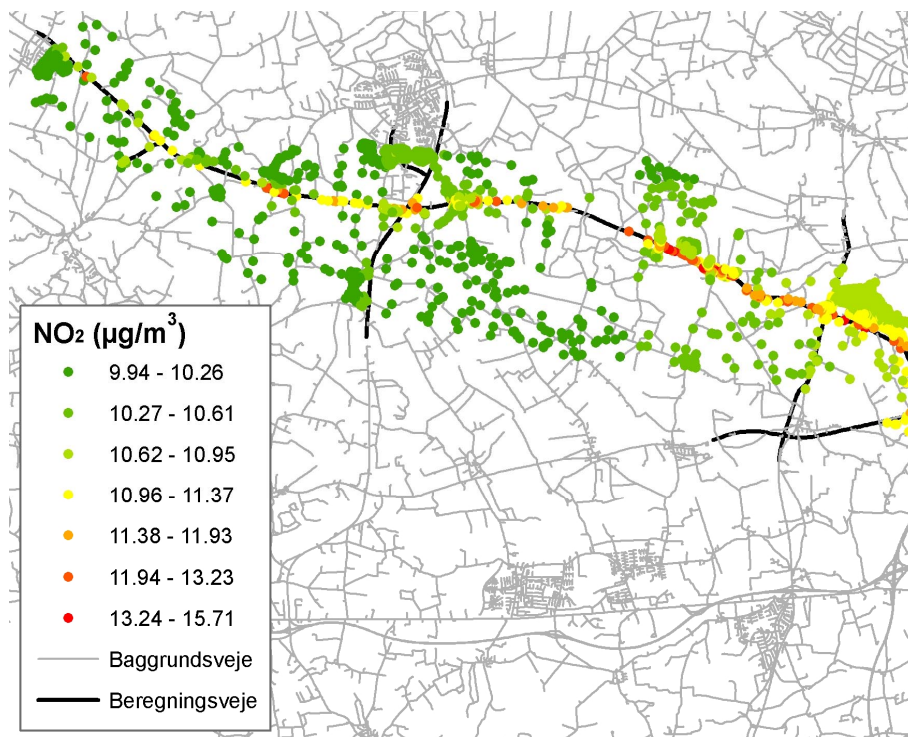 NO2 (µg/m³)
9.94 - 10.26
10.27 - 10.61
10.62 - 10.95
10.96 - 11.37
11.38 - 11.93
11.94 - 13.23
13.24 - 15.71
Baggrundsveje
Beregningsveje